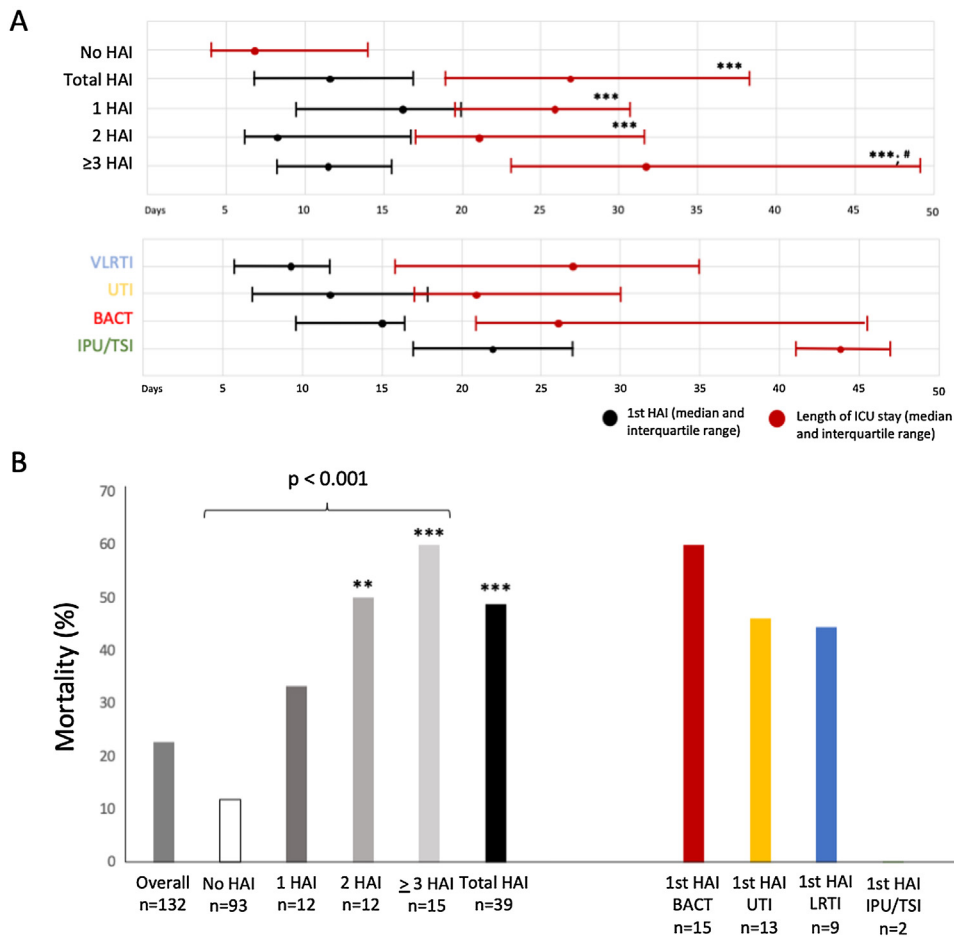 A
No HAI
Total HAI
***
1 HAI
***
2 HAI
***
≥3 HAI
***; #
Days 5 10 15 20 25 30 35 40 45 50
VLRTI
UTI
BACT
IPU/TSI
Days 5 10 15 20 25 30 35 40 45 50
1st HAI (median and
interquartile range)
Length of ICU stay (median
and interquartile range)
B
p < 0.001
Mortality (%)
70
60
50
40
30
20
10
0
**
***
***
Overall
n=132
No HAI
n=93
1 HAI
n=12
2 HAI
n=12
≥ 3 HAI
n=15
Total HAI
n=39
1st HAI
BACT
n=15
1st HAI
UTI
n=13
1st HAI
LRTI
n=9
1st HAI
IPU/TSI
n=2